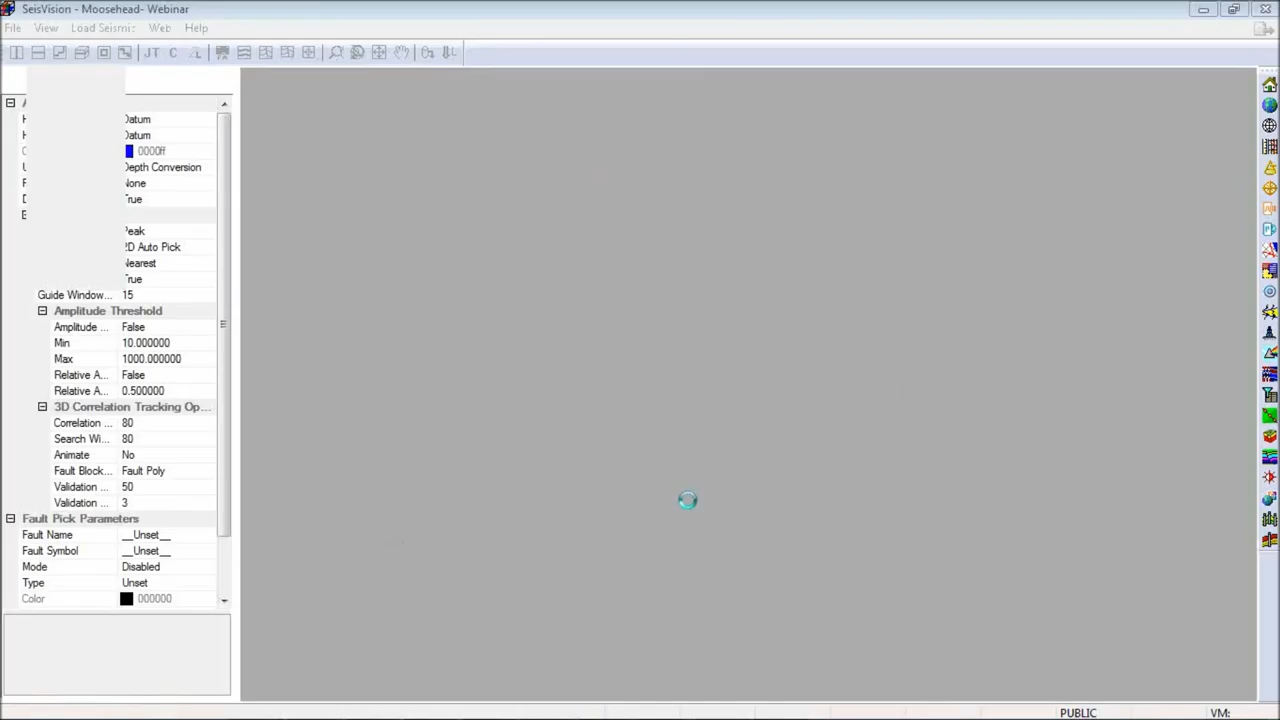 SeisVision - Moosehead- Webinar
File View Load Seismi Web Help
JT C
Datum
Datum
0000ff
Depth Conversion
None
True
Peak
2D Auto Pick
Nearest
True
Guide Window... 15
Amplitude Threshold
Amplitude ... False
Min 10.000000
Max 1000.000000
Relative A... False
Relative A... 0.500000
3D Correlation Tracking Op...
Correlation ... 80
Search Wi... 80
Animate No
Fault Block... Fault Poly
Validation ... 50
Validation ... 3
Fault Pick Parameters
Fault Name __Unset__
Fault Symbol __Unset__
Mode Disabled
Type Unset
Color 000000
PUBLIC VM: